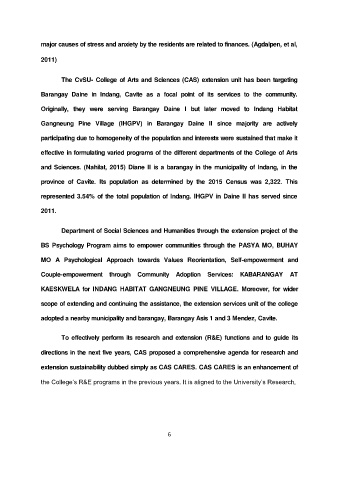 major causes of stress and anxiety by the residents are related to finances. (Agdalpen, et al,
2011)
The CvSU- College of Arts and Sciences (CAS) extension unit has been targeting
Barangay Daine in Indang, Cavite as a focal point of its services to the community.
Originally, they were serving Barangay Daine I but later moved to Indang Habitat
Gangneung Pine Village (IHGPV) in Barangay Daine II since majority are actively
participating due to homogeneity of the population and interests were sustained that make it
effective in formulating varied programs of the different departments of the College of Arts
and Sciences. (Nahilat, 2015) Diane II is a barangay in the municipality of Indang, in the
province of Cavite. Its population as determined by the 2015 Census was 2,322. This
represented 3.54% of the total population of Indang. IHGPV in Daine II has served since
2011.
Department of Social Sciences and Humanities through the extension project of the
BS Psychology Program aims to empower communities through the PASYA MO, BUHAY
MO A Psychological Approach towards Values Reorientation, Self-empowerment and
Couple-empowerment through Community Adoption Services: KABARANGAY AT
KAESKWELA for INDANG HABITAT GANGNEUNG PINE VILLAGE. Moreover, for wider
scope of extending and continuing the assistance, the extension services unit of the college
adopted a nearby municipality and barangay, Barangay Asis 1 and 3 Mendez, Cavite.
To effectively perform its research and extension (R&E) functions and to guide its
directions in the next five years, CAS proposed a comprehensive agenda for research and
extension sustainability dubbed simply as CAS CARES. CAS CARES is an enhancement of
the College's R&E programs in the previous years. It is aligned to the University's Research,
6